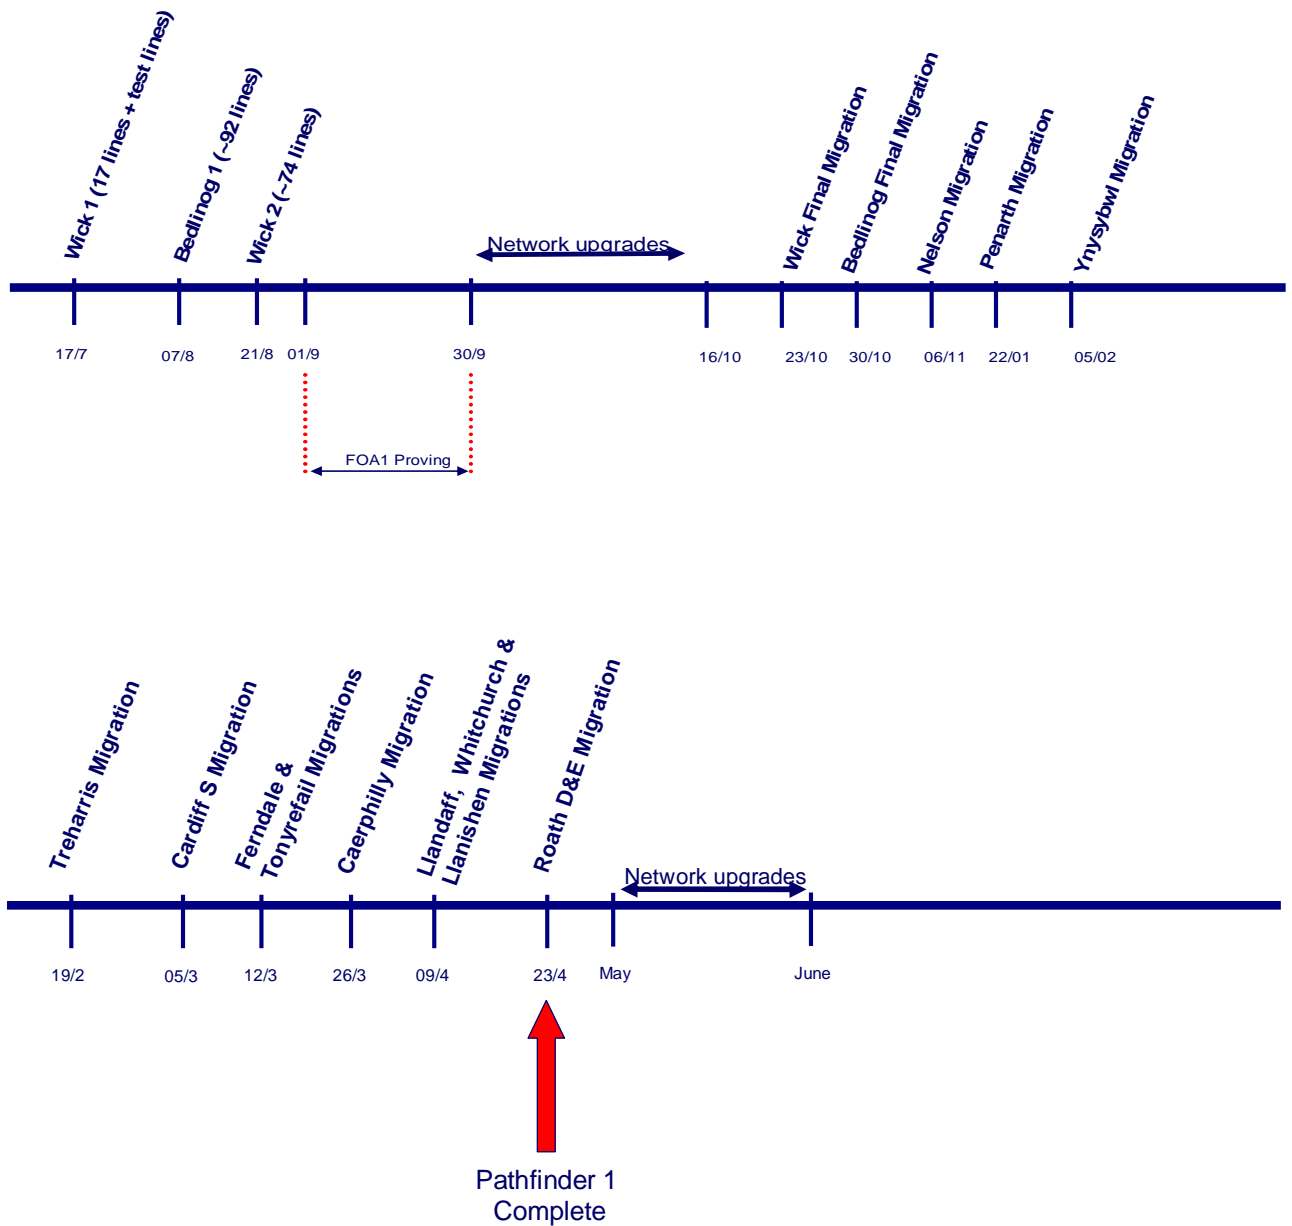 Wick 1 (17 lines + test lines)
Bedlinog 1 (~92 lines)
Wick 2 (~74 lines)
Network upgrades
Wick Final Migration
Bedlinog Final Migration
Nelson Migration
Penarth Migration
Ynysybwl Migration
17/7
07/8
21/8
01/9
30/9
16/10
23/10
30/10
06/11
22/01
05/02
FOA1 Proving
Treharris Migration
Cardiff S Migration
Ferndale &
Tonyrefail Migrations
Caerphilly Migration
Llandaff, Whitchurch &
Llanishen Migrations
Roath D&E Migration
Network upgrades
19/2
05/3
12/3
26/3
09/4
23/4
May
June
Pathfinder 1
Complete